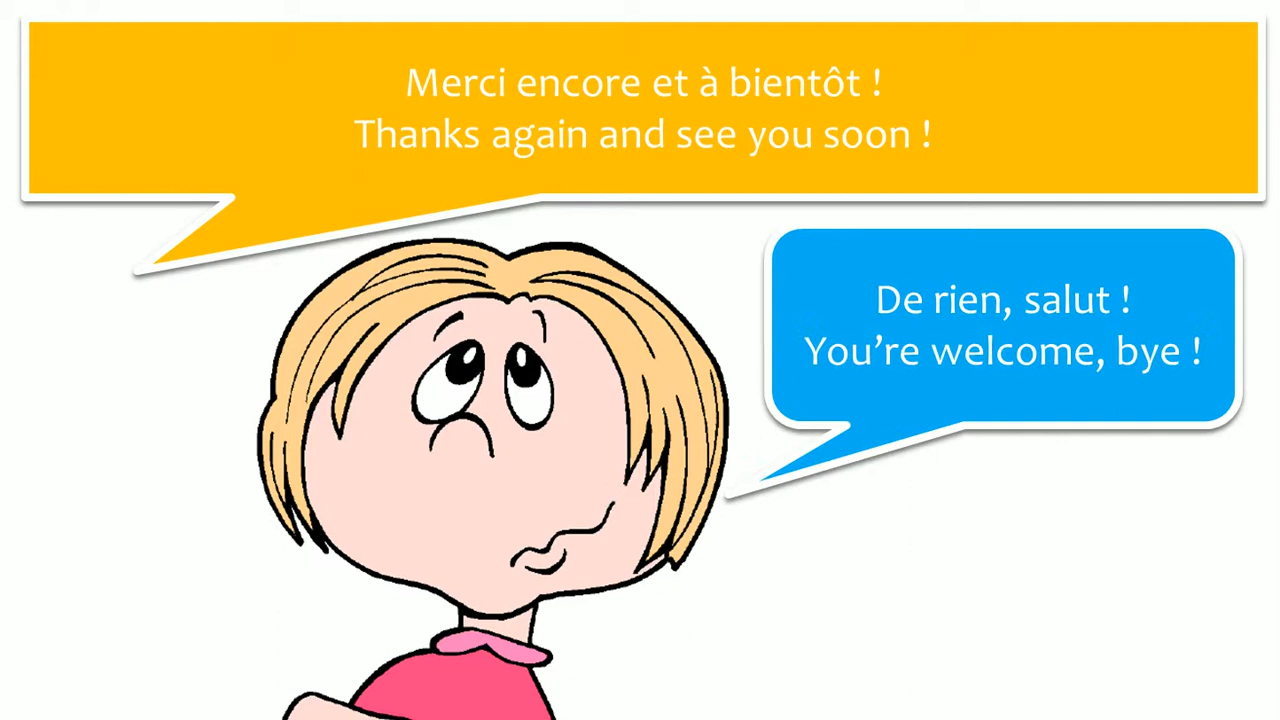 Merci encore et à bientôt !
Thanks again and see you soon !
De rien, salut !
You’re welcome, bye !